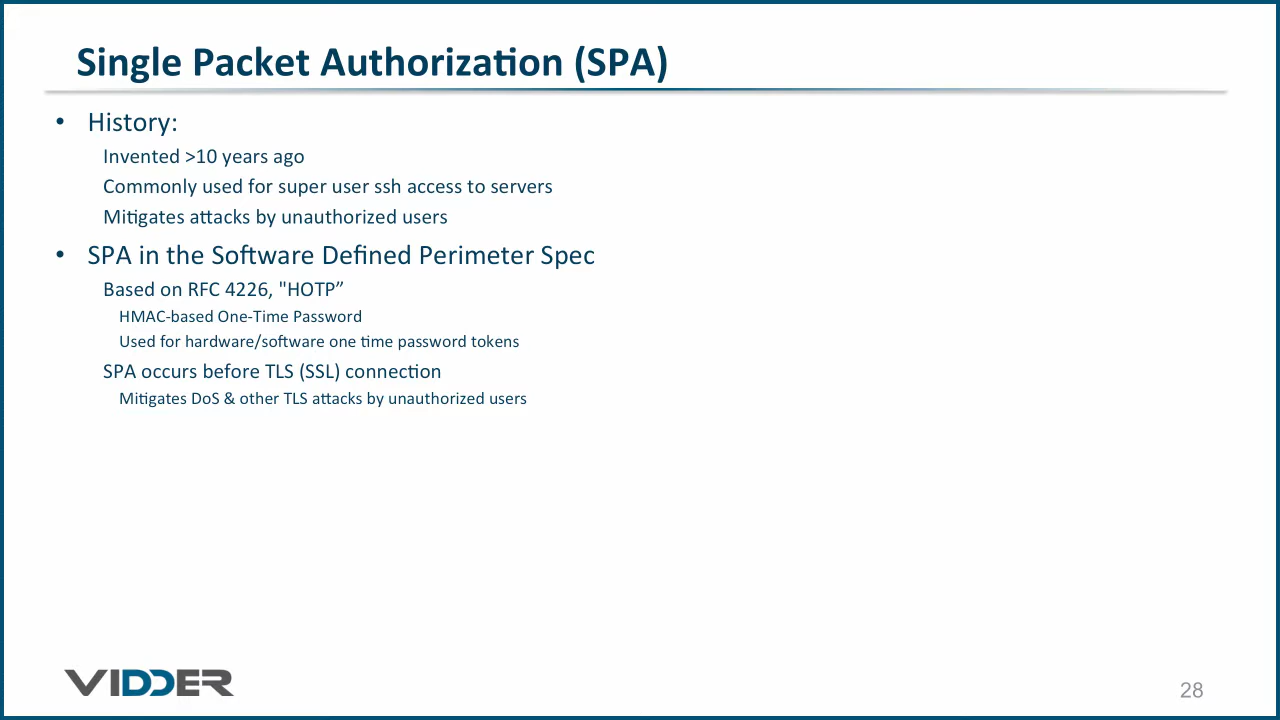 Single Packet Authorization (SPA)
• History:
Invented >10 years ago
Commonly used for super user ssh access to servers
Mitigates attacks by unauthorized users
• SPA in the Software Defined Perimeter Spec
Based on RFC 4226, "HOTP”
HMAC-based One-Time Password
Used for hardware/software one time password tokens
SPA occurs before TLS (SSL) connection
Mitigates DoS & other TLS attacks by unauthorized users
VIDDER
28